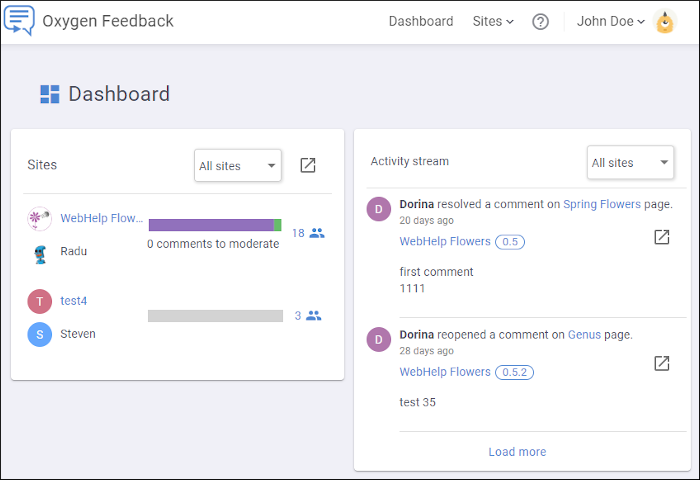 Oxygen Feedback
Dashboard
Sites
John Doe
Dashboard
Sites
All sites
WebHelp Flow...
0 comments to moderate
18
Radu
T
test4
3
S
Steven
Activity stream
All sites
D
Dorina resolved a comment on Spring Flowers page.
20 days ago
WebHelp Flowers 0.5
first comment
1111
D
Dorina reopened a comment on Genus page.
28 days ago
WebHelp Flowers 0.5.2
test 35
Load more